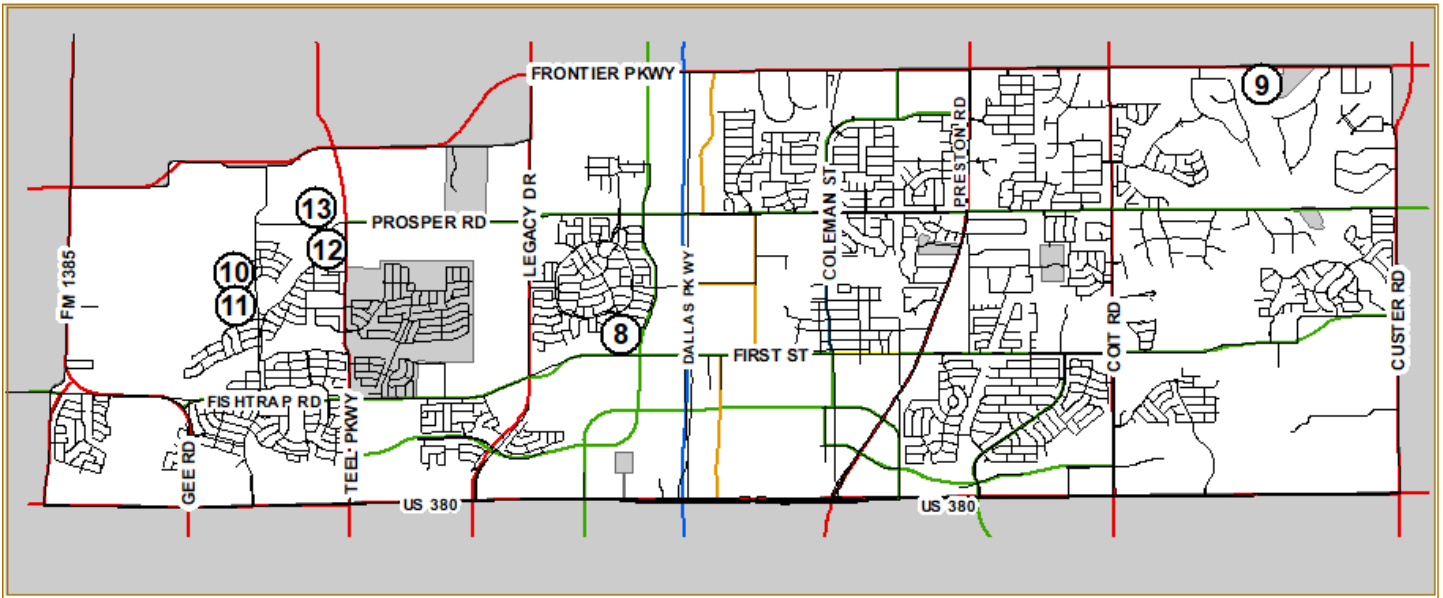 FRONTIER PKWY
9
PRESTON RD
13
PROSPER RD
LEGACY DR
COLEMAN ST
12
10
11
FM 1385
8
DALLAS PKWY
FIRST ST
COIT RD
CUSTER RD
FISHTRAP RD
GEE RD
TEEL PKWY
US 380
US 380